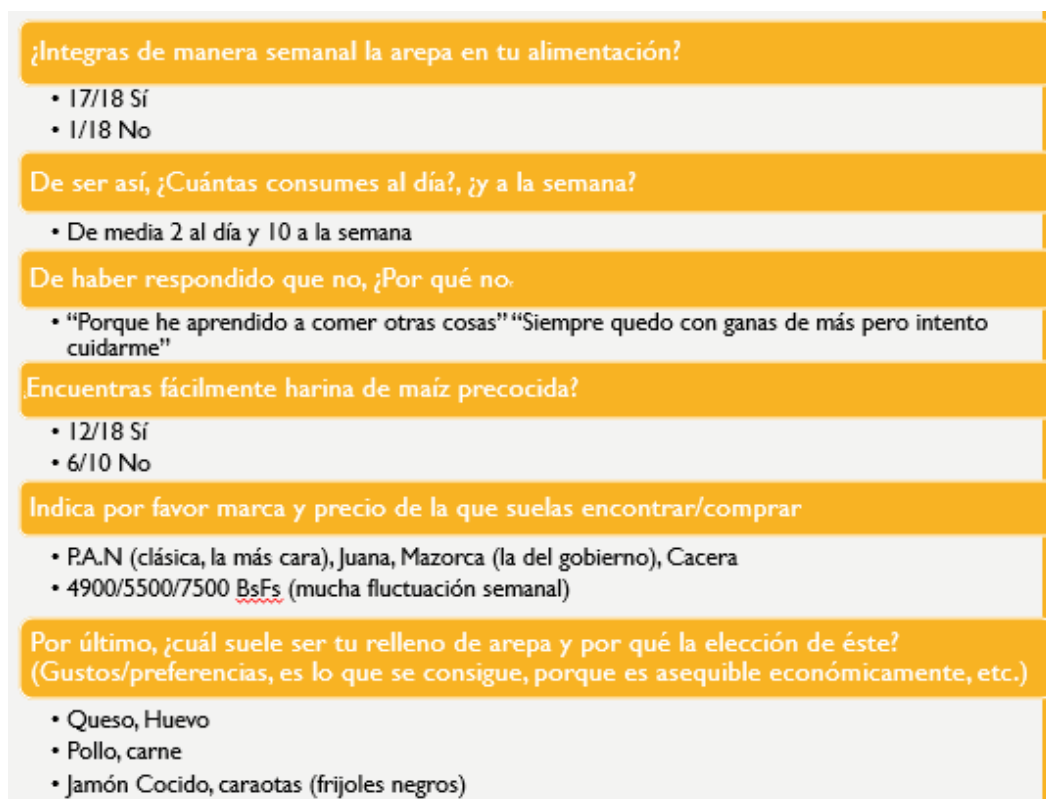 ¿Integras de manera semanal la arepa en tu alimentación?
• 17/18 Sí
• 1/18 No
De ser así, ¿Cuántas consumes al día?, ¿y a la semana?
• De media 2 al día y 10 a la semana
De haber respondido que no, ¿Por qué no?
• “Porque he aprendido a comer otras cosas” “Siempre quedo con ganas de más pero intento
cuidarme”
¿Encuentras fácilmente harina de maíz precocida?
• 12/18 Sí
• 6/10 No
Indica por favor marca y precio de la que suelas encontrar/comprar
• P.A.N (clásica, la más cara), Juana, Mazorca (la del gobierno), Cacera
• 4900/5500/7500 BsFs (mucha fluctuación semanal)
Por último, ¿cuál suele ser tu relleno de arepa y por qué la elección de éste?
(Gustos/preferencias, es lo que se consigue, porque es asequible económicamente, etc.)
• Queso, Huevo
• Pollo, carne
• Jamón Cocido, caraotas (frijoles negros)